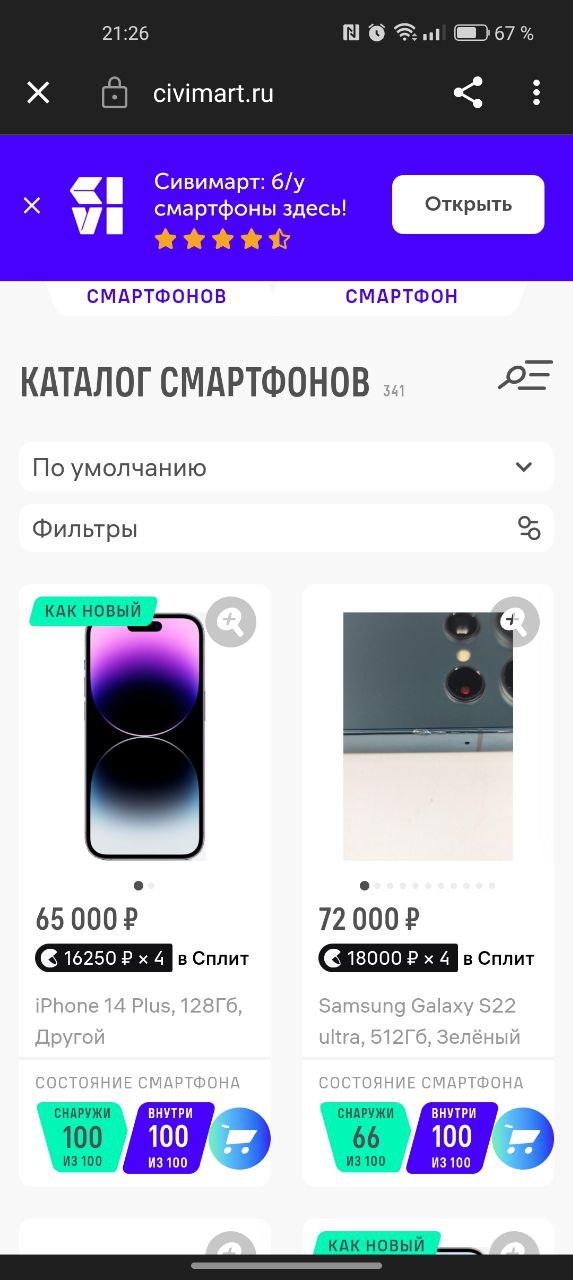 21:26
67 %
civimart.ru
Сивимарт: б/у
смартфоны здесь!
CIVI
Открыть
СМАРТФОНОВ
СМАРТФОН
КАТАЛОГ СМАРТФОНОВ 341
По умолчанию
Фильтры
КАК НОВЫЙ
65 000 ₽
16250 ₽ × 4 в Сплит
iPhone 14 Plus, 128Гб,
Другой
СОСТОЯНИЕ СМАРТФОНА
СНАРУЖИ
100
ИЗ 100
ВНУТРИ
100
ИЗ 100
72 000 ₽
18000 ₽ × 4 в Сплит
Samsung Galaxy S22
ultra, 512Гб, Зелёный
СОСТОЯНИЕ СМАРТФОНА
СНАРУЖИ
66
ИЗ 100
ВНУТРИ
100
ИЗ 100
КАК НОВЫЙ